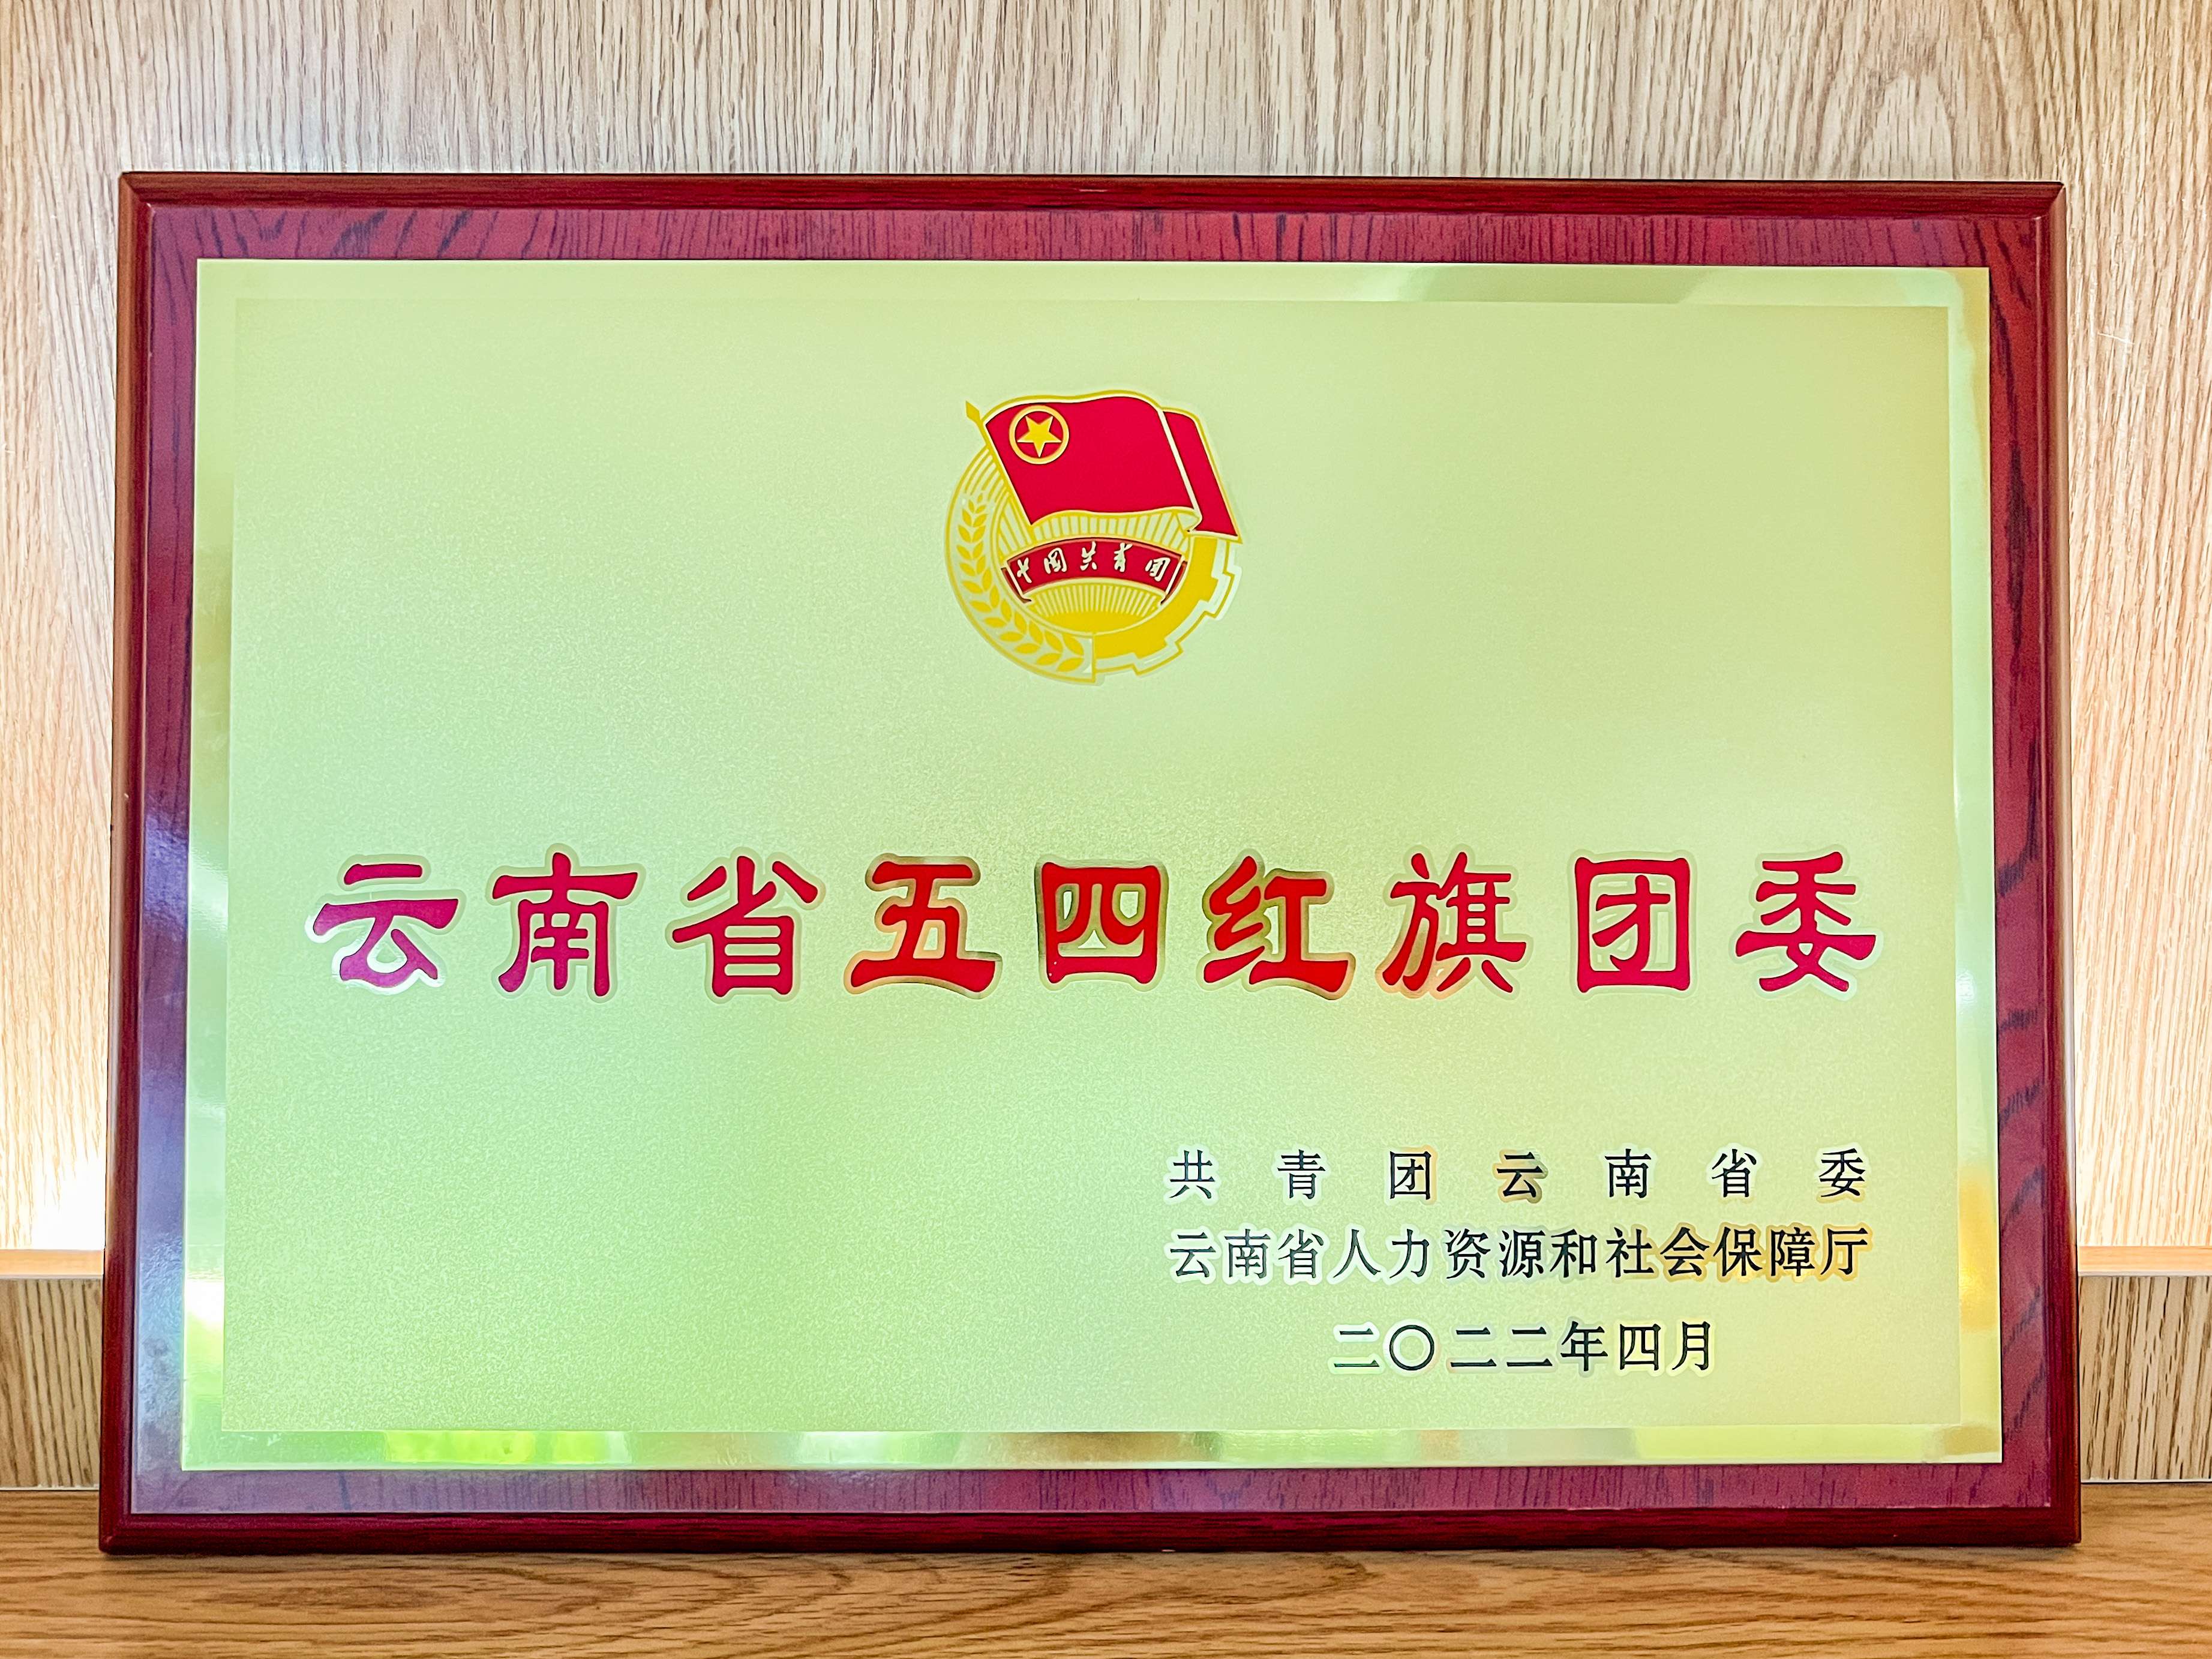 中国共青团
云南省五四红旗团委
共青团云南省委
云南省人力资源和社会保障厅
二〇二二年四月